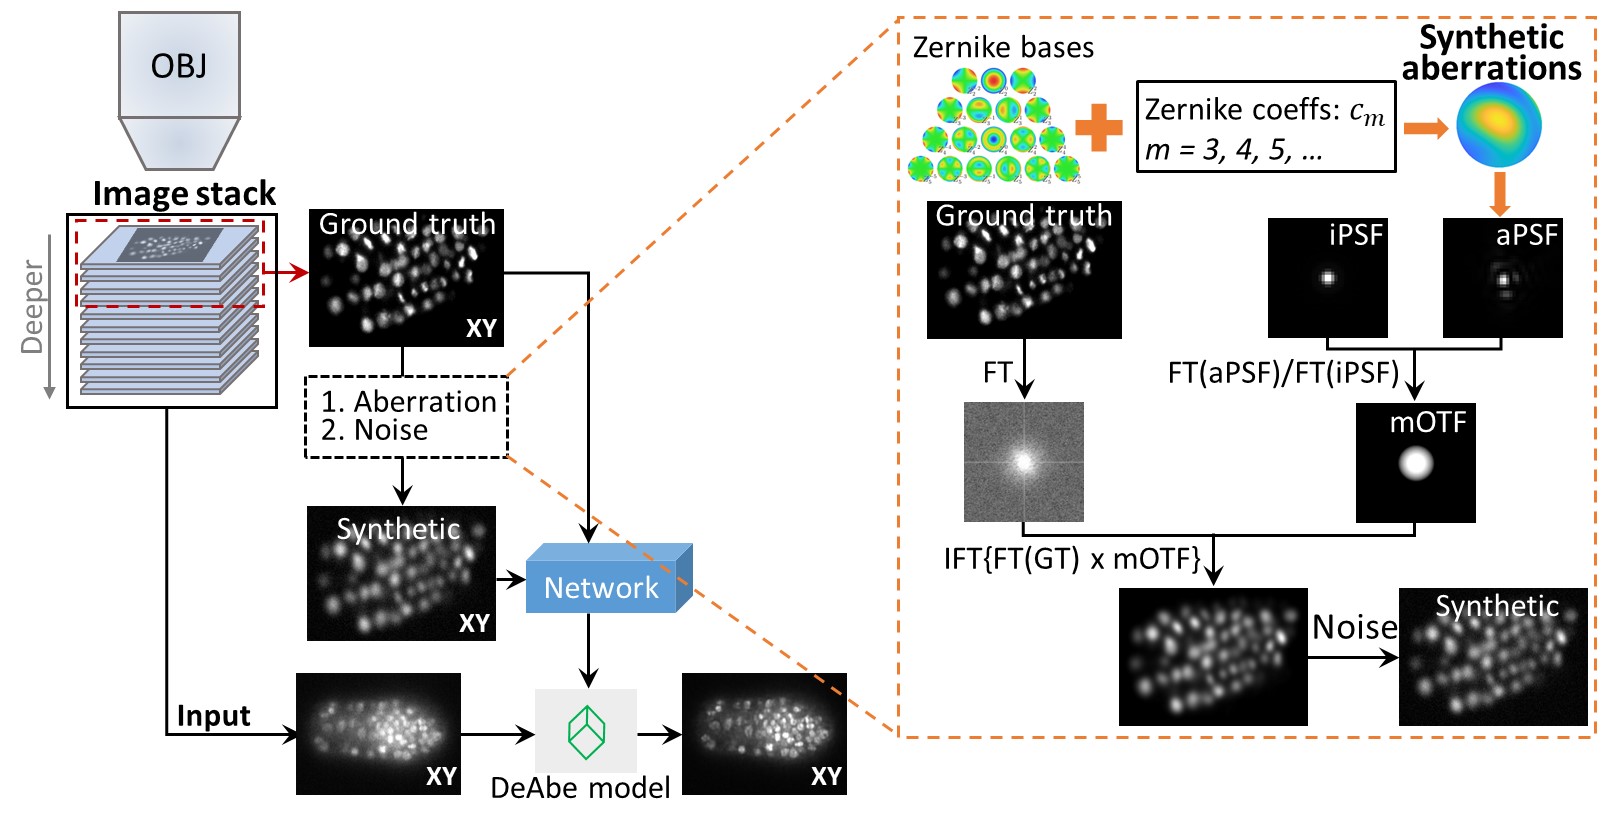 OBJ
Image stack
Deeper
Ground truth
XY
1. Aberration
2. Noise
Synthetic
XY
Network
Input
XY
DeAbe model
XY
Zernike bases
Zernike coeffs: cₘ
m = 3, 4, 5, ...
Synthetic
aberrations
Ground truth
iPSF
aPSF
FT
FT(aPSF)/FT(iPSF)
mOTF
IFT{FT(GT) x mOTF}
Noise
Synthetic